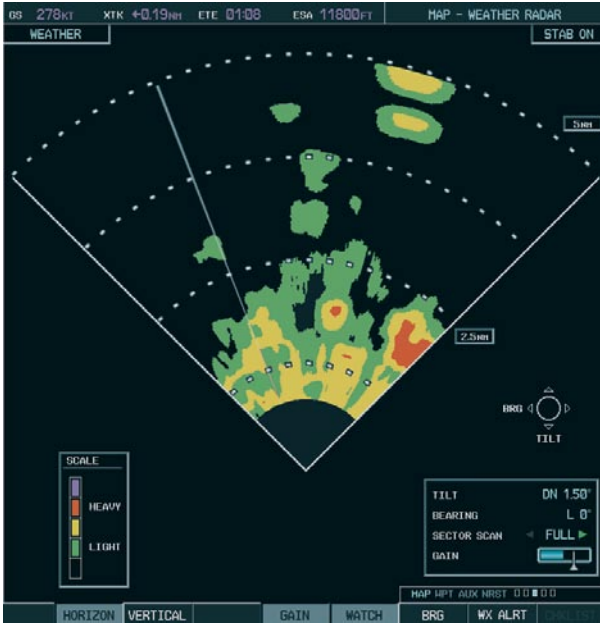 GS 278KT XTK ←0.19NM ETE 01:08 ESA 11800FT MAP - WEATHER RADAR
WEATHER STAB ON
5NM
2.5NM
BRG
TILT
SCALE
HEAVY
LIGHT
TILT DN 1.50°
BEARING L 0°
SECTOR SCAN FULL
GAIN
MAP WPT AUX NRST
HORIZON VERTICAL GAIN WATCH BRG WX ALRT CHKLIST